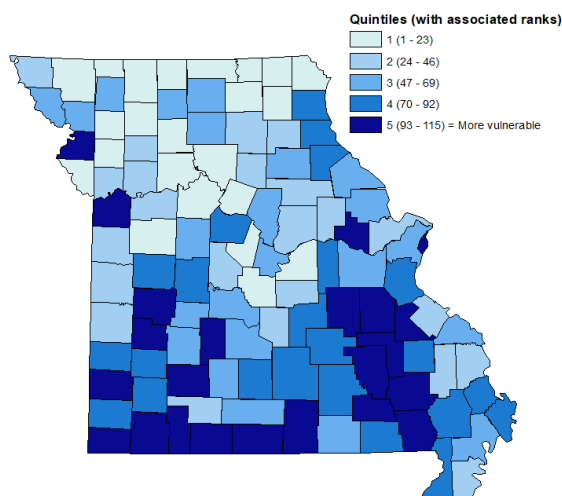 Quintiles (with associated ranks)
1 (1 - 23)
2 (24 - 46)
3 (47 - 69)
4 (70 - 92)
5 (93 - 115) = More vulnerable